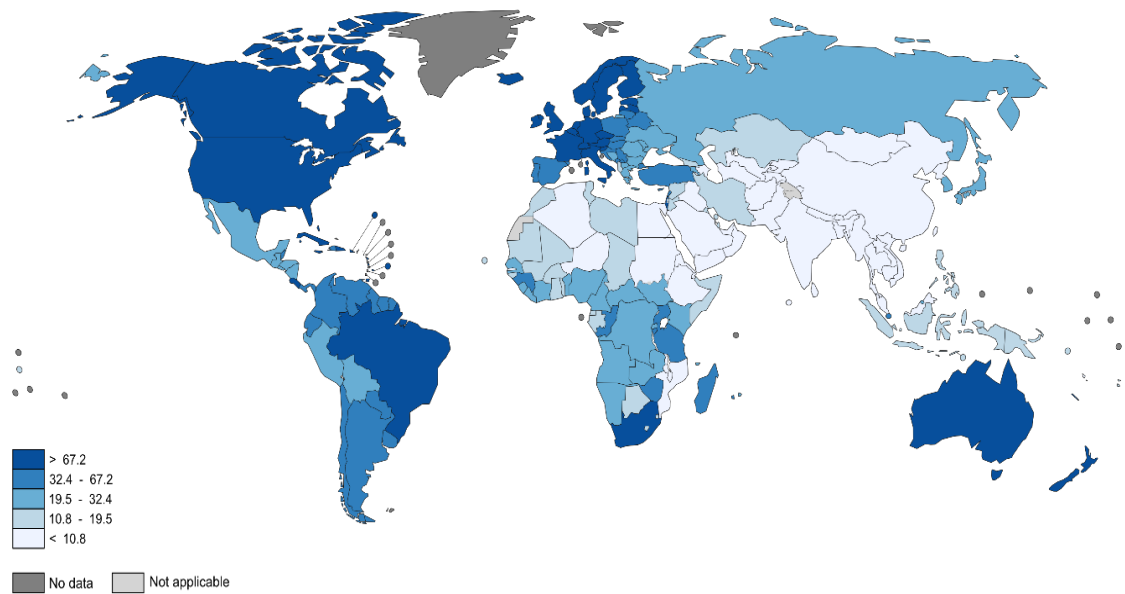 > 67.2
32.4 - 67.2
19.5 - 32.4
10.8 - 19.5
< 10.8
No data
Not applicable